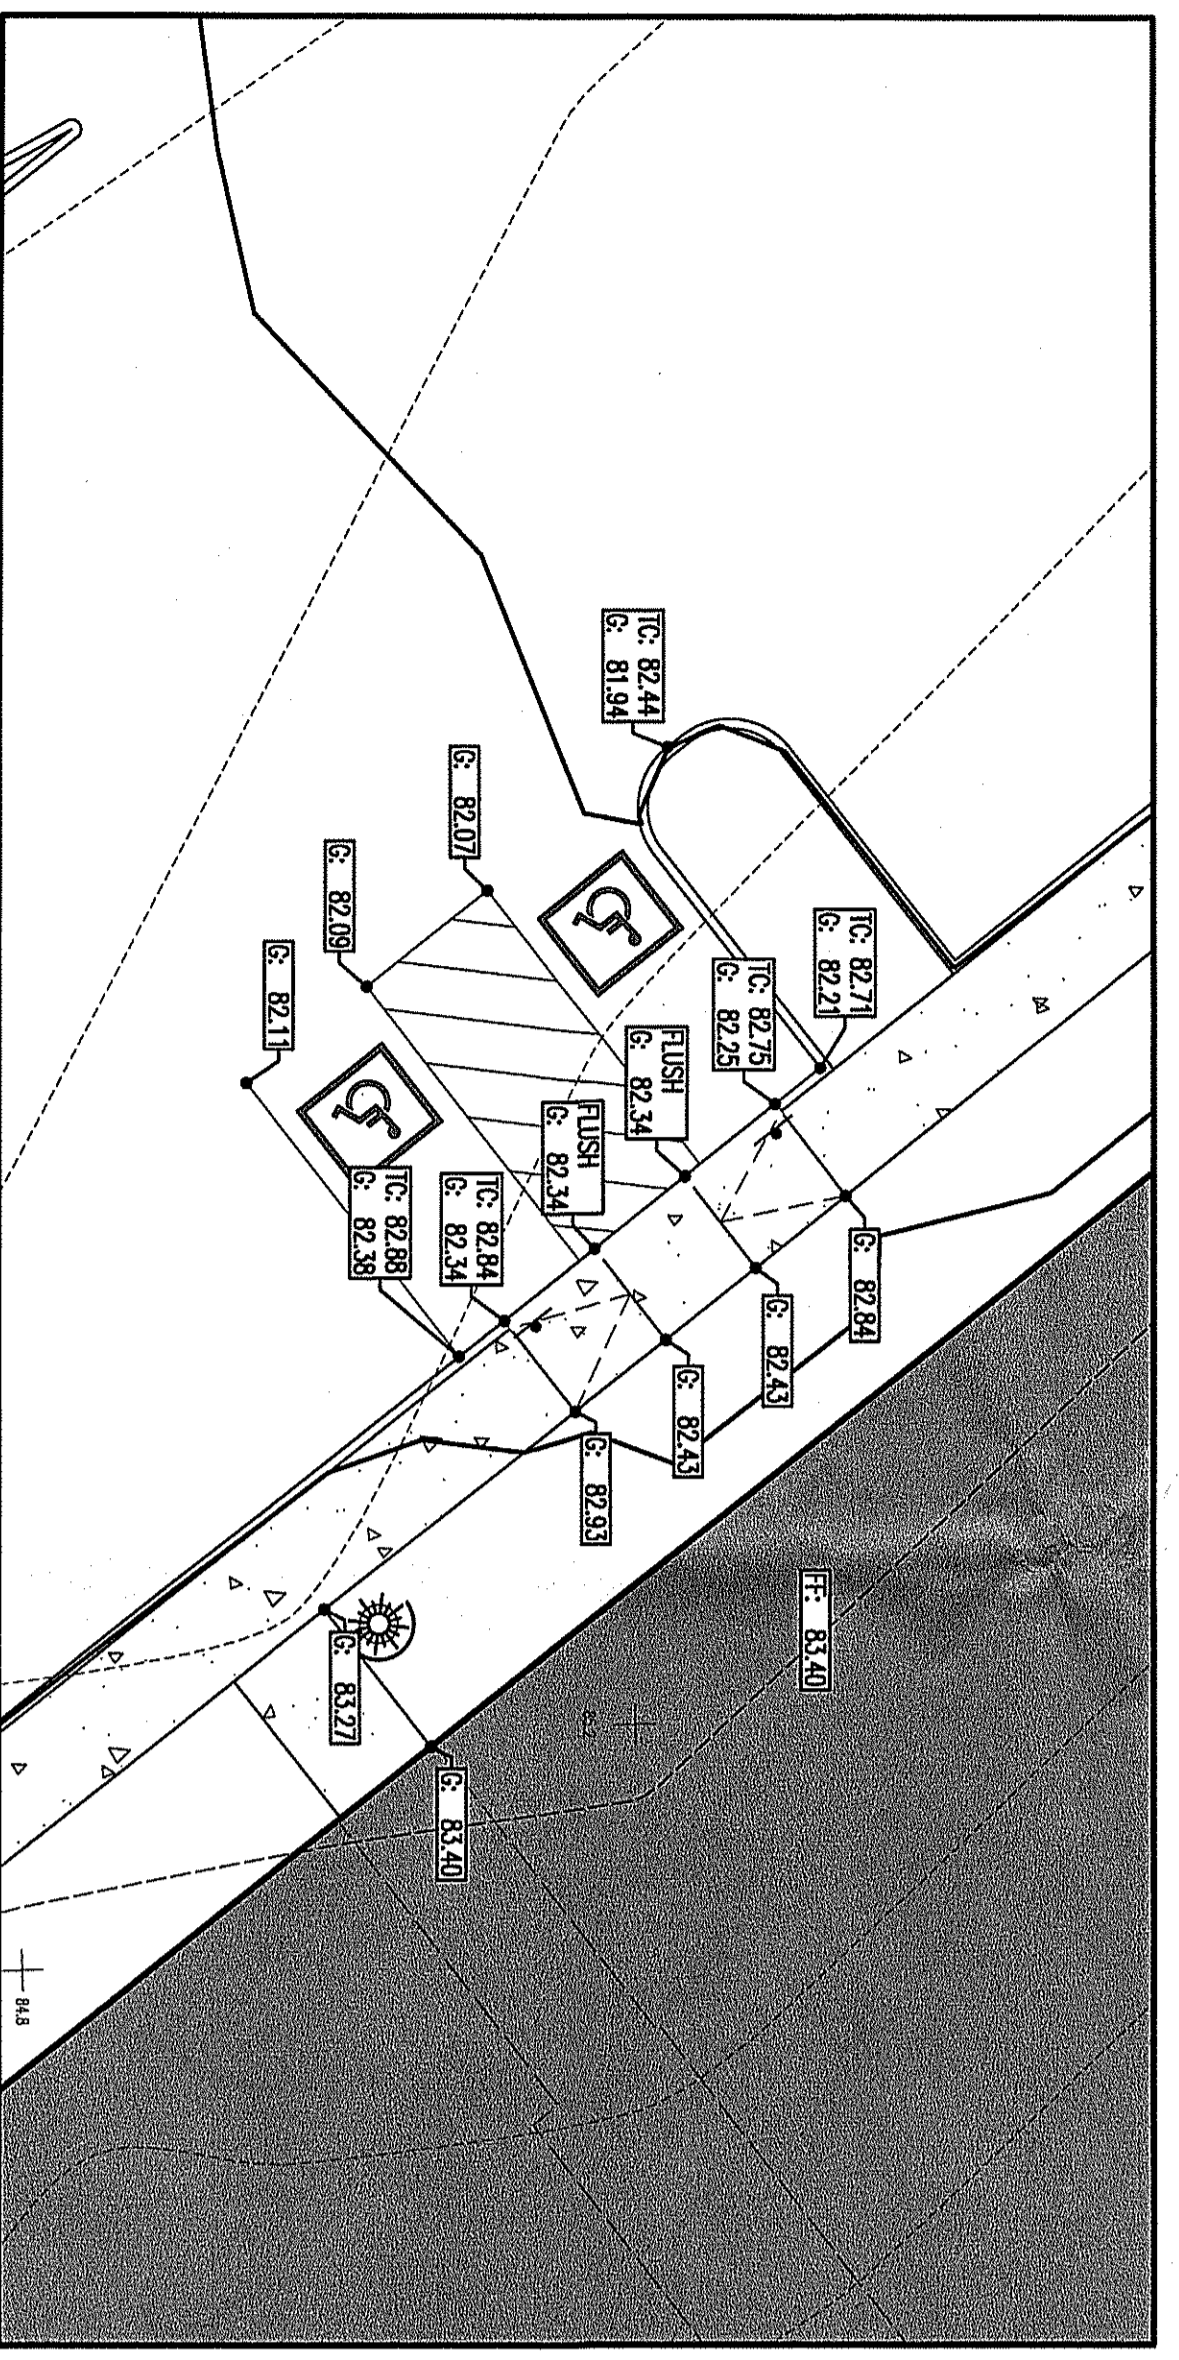 TC: 82.44
G: 81.94
G: 82.07
G: 82.09
G: 82.11
TC: 82.71
G: 82.21
TC: 82.75
G: 82.25
FLUSH
G: 82.34
FLUSH
G: 82.34
TC: 82.84
G: 82.34
TC: 82.88
G: 82.38
G: 82.84
G: 82.43
G: 82.43
G: 82.93
FF: 83.40
G: 83.27
G: 83.40
84.8